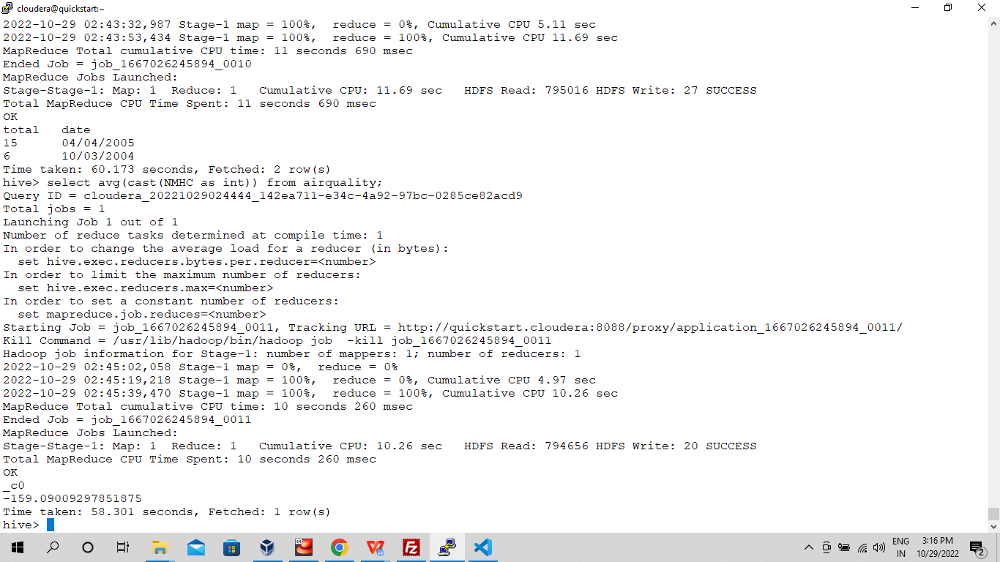 cloudera@quickstart:~
2022-10-29 02:43:32,987 Stage-1 map = 100%,  reduce = 0%, Cumulative CPU 5.11 sec
2022-10-29 02:43:53,434 Stage-1 map = 100%,  reduce = 100%, Cumulative CPU 11.69 sec
MapReduce Total cumulative CPU time: 11 seconds 690 msec
Ended Job = job_1667026245894_0010
MapReduce Jobs Launched:
Stage-Stage-1: Map: 1  Reduce: 1   Cumulative CPU: 11.69 sec   HDFS Read: 795016 HDFS Write: 27 SUCCESS
Total MapReduce CPU Time Spent: 11 seconds 690 msec
OK
total   date
15      04/04/2005
6       10/03/2004
Time taken: 60.173 seconds, Fetched: 2 row(s)
hive> select avg(cast(NMHC as int)) from airquality;
Query ID = cloudera_20221029024444_142ea711-e34c-4a92-97bc-0285ce82acd9
Total jobs = 1
Launching Job 1 out of 1
Number of reduce tasks determined at compile time: 1
In order to change the average load for a reducer (in bytes):
  set hive.exec.reducers.bytes.per.reducer=<number>
In order to limit the maximum number of reducers:
  set hive.exec.reducers.max=<number>
In order to set a constant number of reducers:
  set mapreduce.job.reduces=<number>
Starting Job = job_1667026245894_0011, Tracking URL = http://quickstart.cloudera:8088/proxy/application_1667026245894_0011/
Kill Command = /usr/lib/hadoop/bin/hadoop job  -kill job_1667026245894_0011
Hadoop job information for Stage-1: number of mappers: 1; number of reducers: 1
2022-10-29 02:45:02,058 Stage-1 map = 0%,  reduce = 0%
2022-10-29 02:45:19,218 Stage-1 map = 100%,  reduce = 0%, Cumulative CPU 4.97 sec
2022-10-29 02:45:39,470 Stage-1 map = 100%,  reduce = 100%, Cumulative CPU 10.26 sec
MapReduce Total cumulative CPU time: 10 seconds 260 msec
Ended Job = job_1667026245894_0011
MapReduce Jobs Launched:
Stage-Stage-1: Map: 1  Reduce: 1   Cumulative CPU: 10.26 sec   HDFS Read: 794656 HDFS Write: 20 SUCCESS
Total MapReduce CPU Time Spent: 10 seconds 260 msec
OK
_c0
-159.09009297851875
Time taken: 58.301 seconds, Fetched: 1 row(s)
hive>
64
ENG
IN
3:16 PM
10/29/2022
2